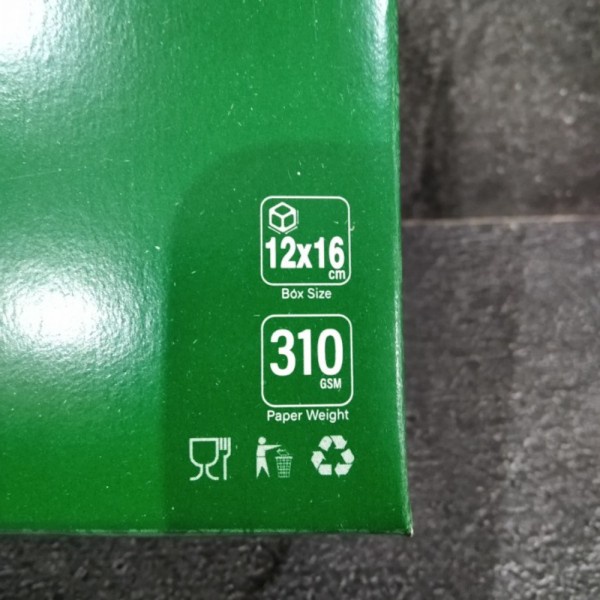 12x16
cm
Box Size
310
GSM
Paper Weight